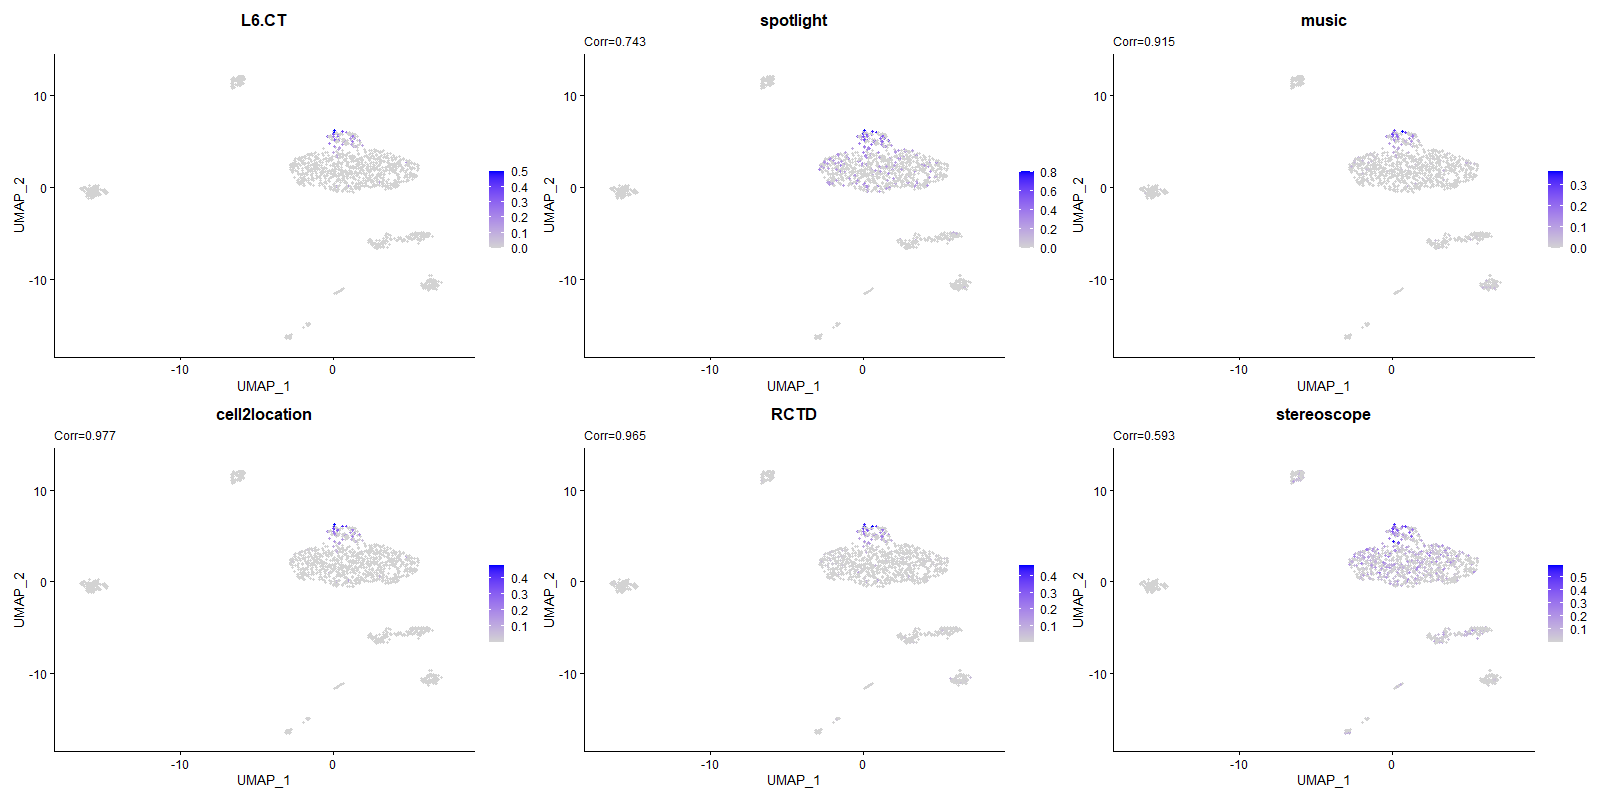 L6.CT
10
0
-10
-10
0
UMAP_1
UMAP_2
0.5
0.4
0.3
0.2
0.1
0.0
spotlight
Corr=0.743
10
0
-10
-10
0
UMAP_1
UMAP_2
0.8
0.6
0.4
0.2
0.0
music
Corr=0.915
10
0
-10
-10
0
UMAP_1
UMAP_2
0.3
0.2
0.1
0.0
cell2location
Corr=0.977
10
0
-10
-10
0
UMAP_1
UMAP_2
0.4
0.3
0.2
0.1
RCTD
Corr=0.965
10
0
-10
-10
0
UMAP_1
UMAP_2
0.4
0.3
0.2
0.1
stereoscope
Corr=0.593
10
0
-10
-10
0
UMAP_1
UMAP_2
0.5
0.4
0.3
0.2
0.1